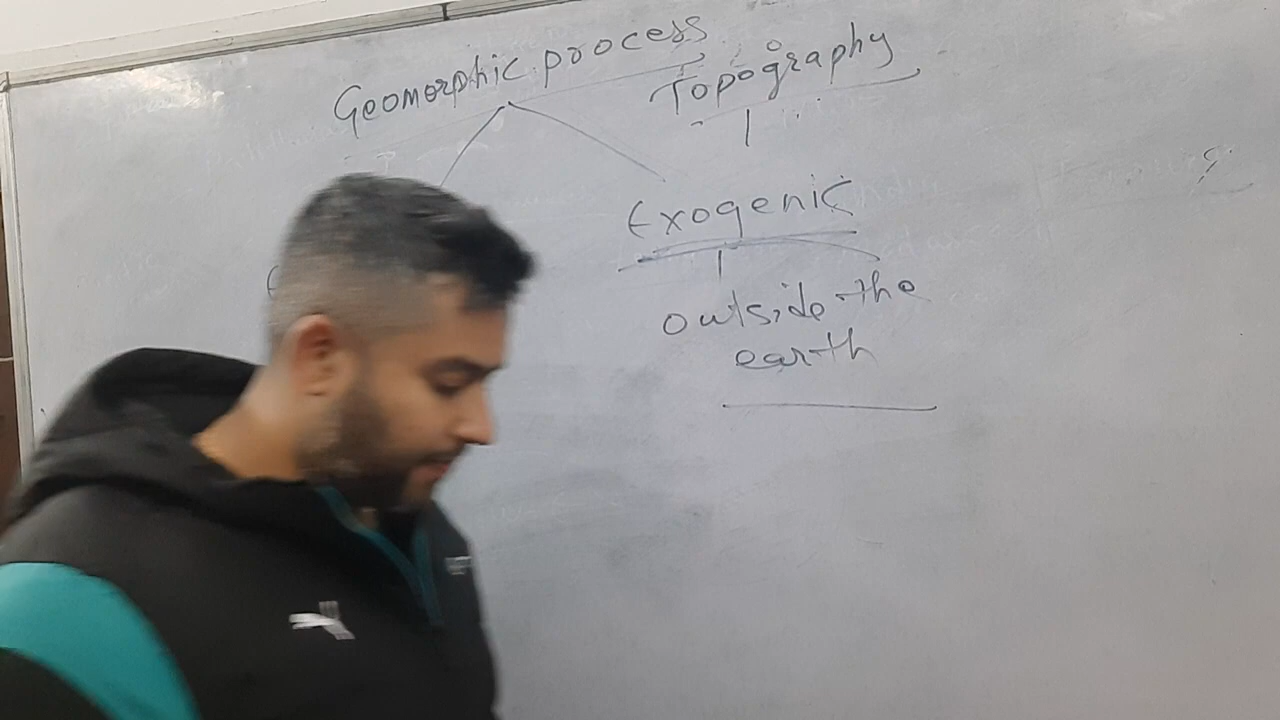 Geomorphic process
Topography
Exogenic
outside the
earth